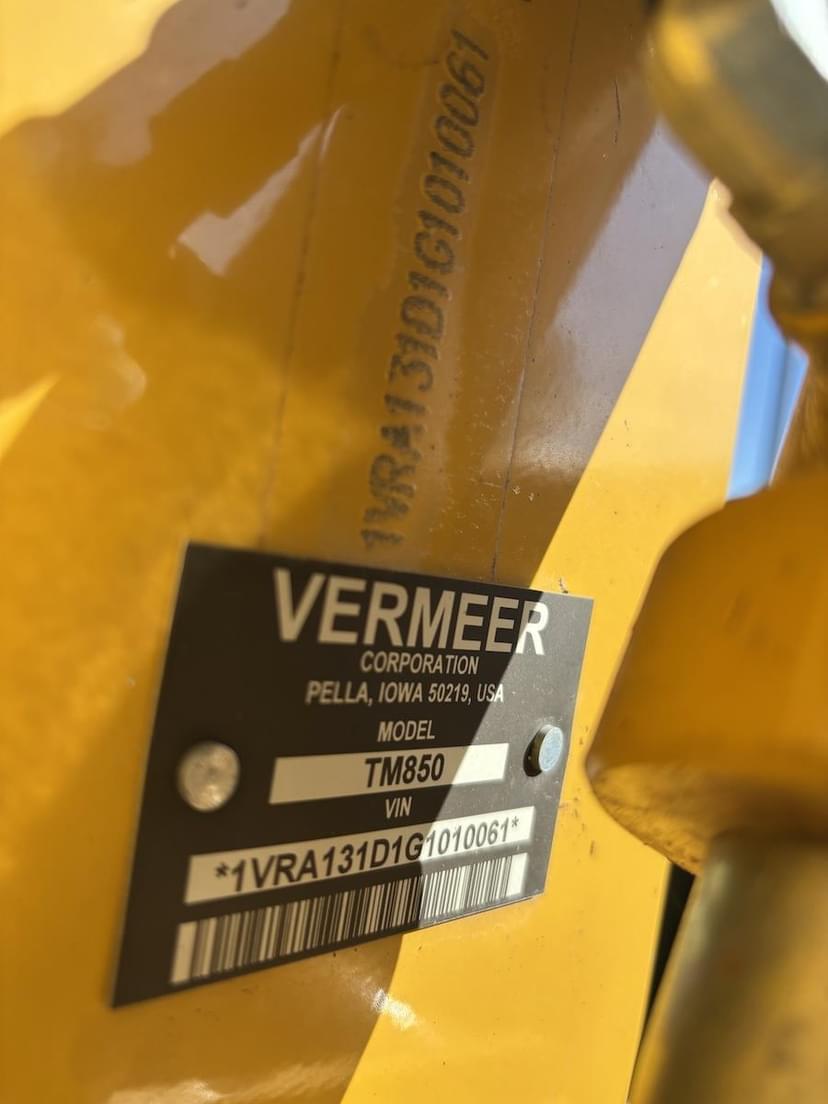 1VRA131D1G1010061
VERMEER
CORPORATION
PELLA, IOWA 50219, USA
MODEL
TM850
VIN
*1VRA131D1G1010061*